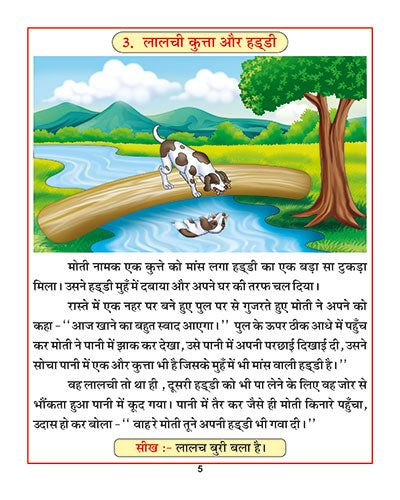 3. लालची कुत्ता और हड्डी
मोती नामक एक कुत्ते को मांस लगा हड्डी का एक बड़ा सा टुकड़ा
मिला। उसने हड्डी मुहँ में दबाया और अपने घर की तरफ चल दिया।
रास्ते में एक नहर पर बने हुए पुल पर से गुजरते हुए मोती ने अपने को
कहा - ‘‘आज खाने का बहुत स्वाद आएगा।’’ पुल के ऊपर ठीक आधे में पहुँच
कर मोती ने पानी में झाक कर देखा, उसे पानी में अपनी परछाई दिखाई दी, उसने
सोचा पानी में एक और कुत्ता भी है जिसके मुहँ में भी मांस वाली हड्डी है।’’
वह लालची तो था ही, दूसरी हड्डी को भी पा लेने के लिए वह जोर से
भौंकता हुआ पानी में कूद गया। पानी में तैर कर जैसे ही मोती किनारे पहुँचा,
उदास हो कर बोला - ‘‘वाह रे मोती तूने अपनी हड्डी भी गवा दी।’’
सीख :- लालच बुरी बला है।
5